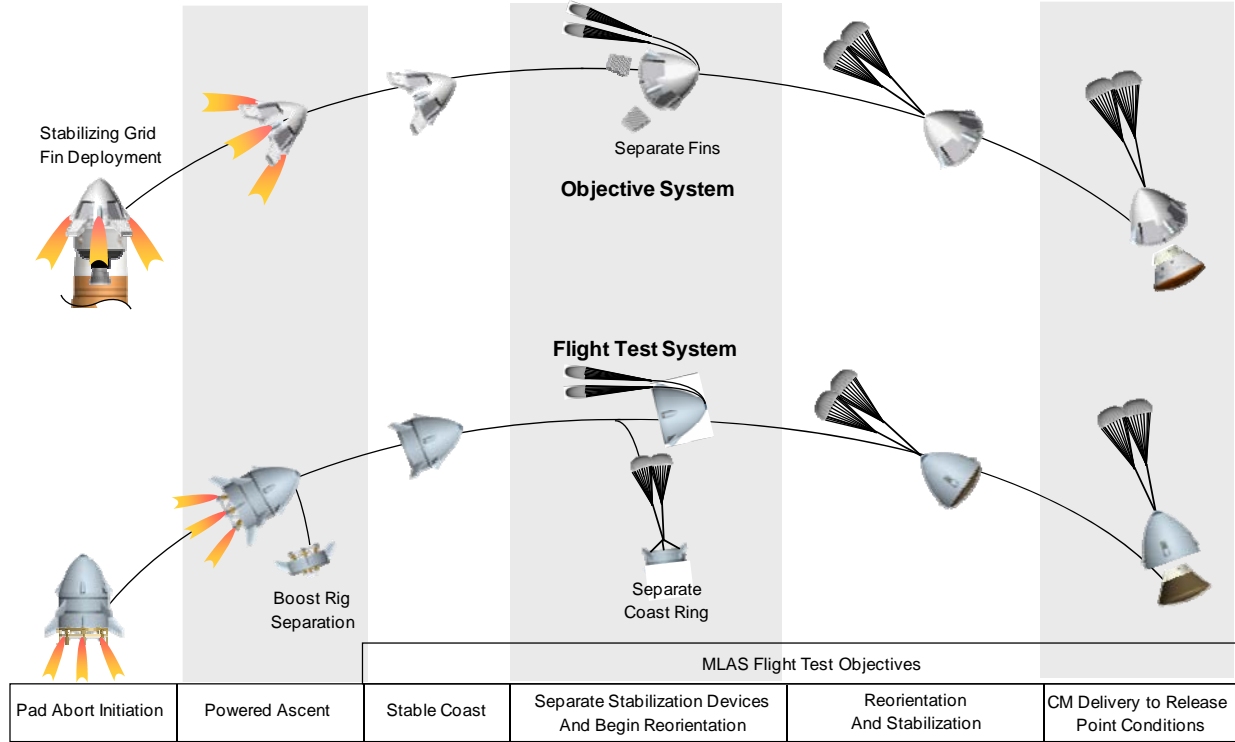 Stabilizing Grid
Fin Deployment
Separate Fins
Objective System
Flight Test System
Boost Rig
Separation
Separate
Coast Ring
MLAS Flight Test Objectives
Pad Abort Initiation
Powered Ascent
Stable Coast
Separate Stabilization Devices
And Begin Reorientation
Reorientation
And Stabilization
CM Delivery to Release
Point Conditions